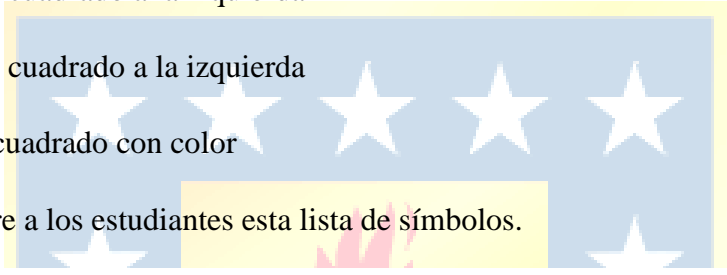 cuadrado a la izquierda
cuadrado con color
a los estudiantes esta lista de símbolos.